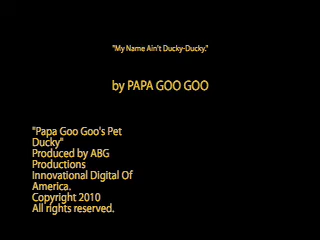 "My Name Ain't Ducky-Ducky."
by PAPA GOO GOO
"Papa Goo Goo's Pet
Ducky"
Produced by ABG
Productions
Innovational Digital Of
America.
Copyright 2010
All rights reserved.